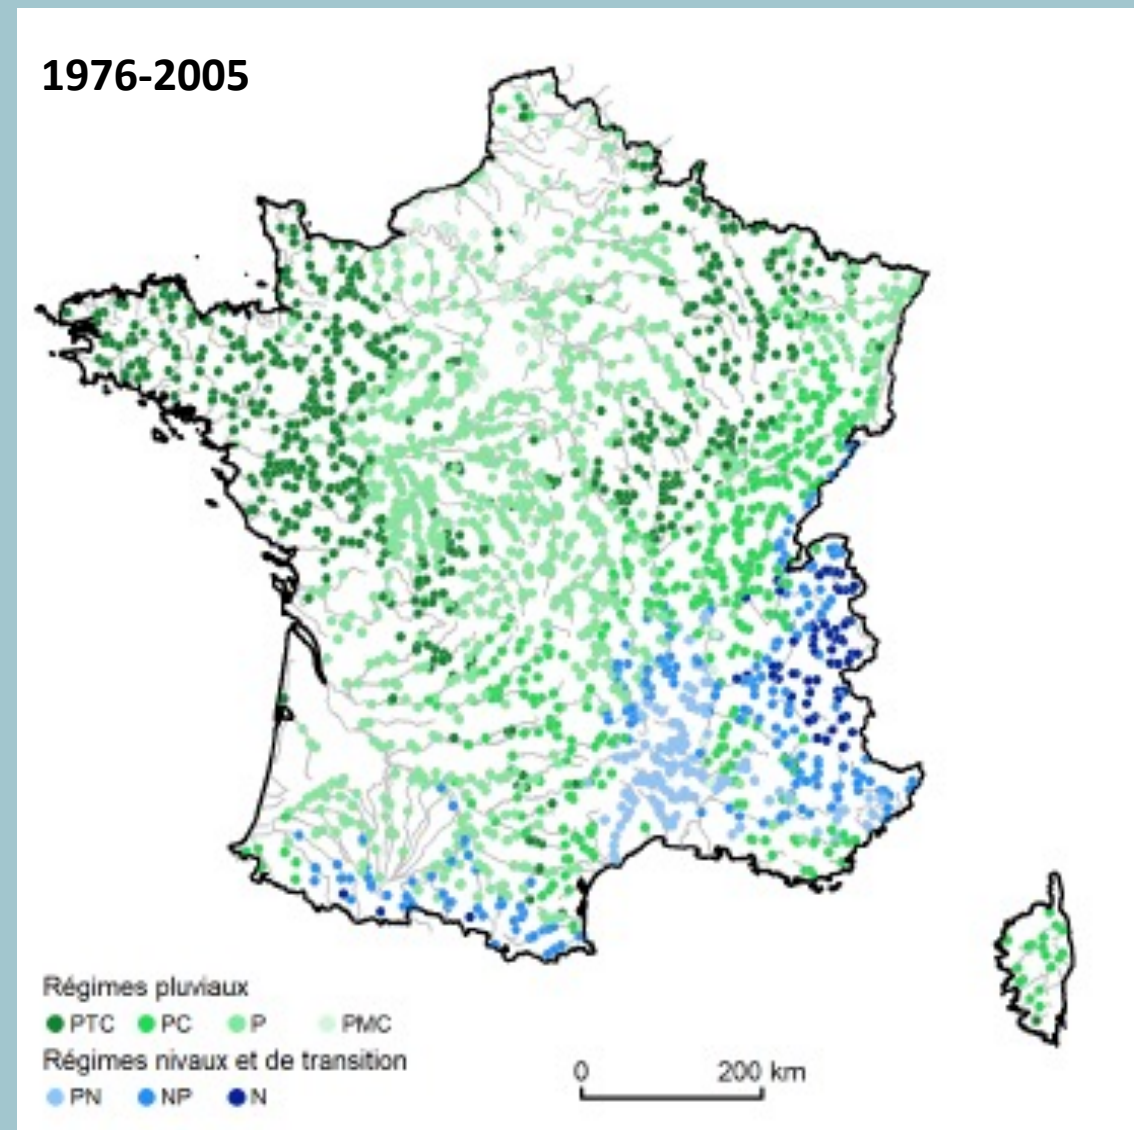 1976-2005
Régimes pluviaux
PTC PC P PMC
Régimes nivaux et de transition
PN NP N
0 200 km